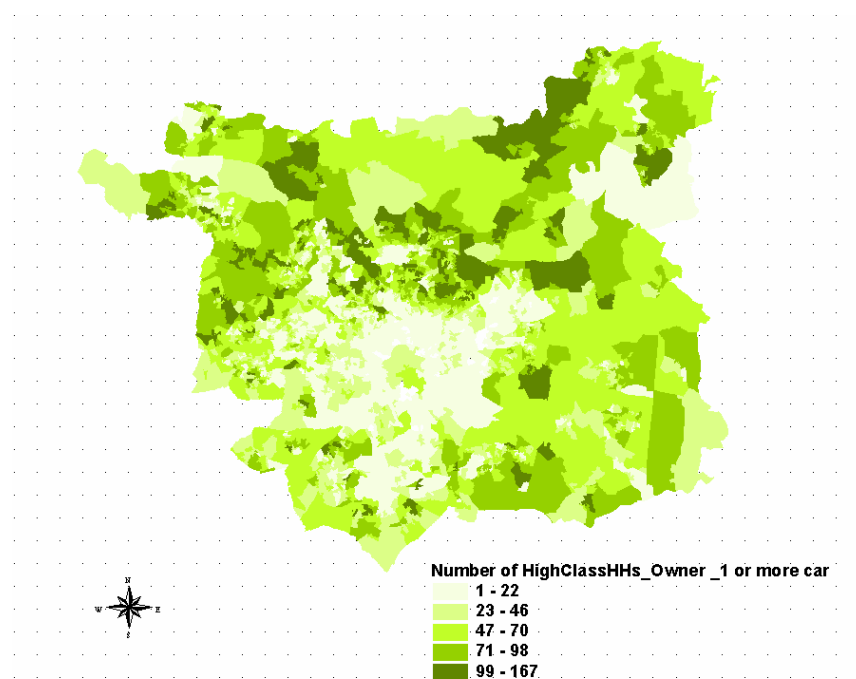 Number of HighClassHHs_Owner _1 or more car
1 - 22
23 - 46
47 - 70
71 - 98
99 - 167
N
W E
S